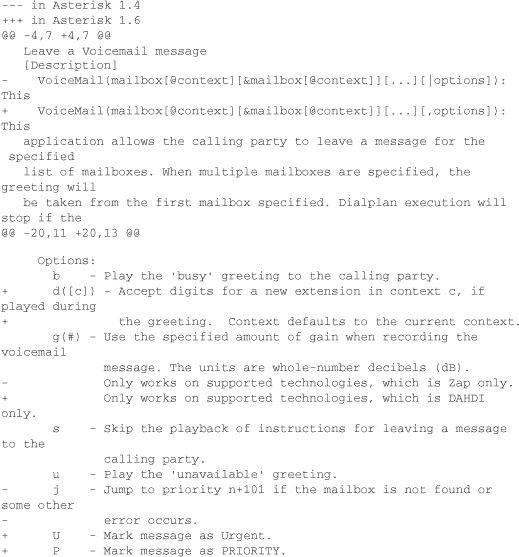 --- in Asterisk 1.4
+++ in Asterisk 1.6
@@ -4,7 +4,7 @@
   Leave a Voicemail message
   [Description]
-    VoiceMail(mailbox[@context][&mailbox[@context]][...][|options]):
This
+    VoiceMail(mailbox[@context][&mailbox[@context]][...][,options]):
This
   application allows the calling party to leave a message for the
 specified
   list of mailboxes. When multiple mailboxes are specified, the
greeting will
   be taken from the first mailbox specified. Dialplan execution will
stop if the
@@ -20,11 +20,13 @@
     Options:
       b    - Play the 'busy' greeting to the calling party.
+      d([c]) - Accept digits for a new extension in context c, if
played during
+               the greeting.  Context defaults to the current context.
       g(#) - Use the specified amount of gain when recording the
voicemail
              message. The units are whole-number decibels (dB).
-             Only works on supported technologies, which is Zap only.
+             Only works on supported technologies, which is DAHDI
only.
       s    - Skip the playback of instructions for leaving a message
to the
              calling party.
       u    - Play the 'unavailable' greeting.
-      j    - Jump to priority n+101 if the mailbox is not found or
some other
-             error occurs.
+      U    - Mark message as Urgent.
+      P    - Mark message as PRIORITY.